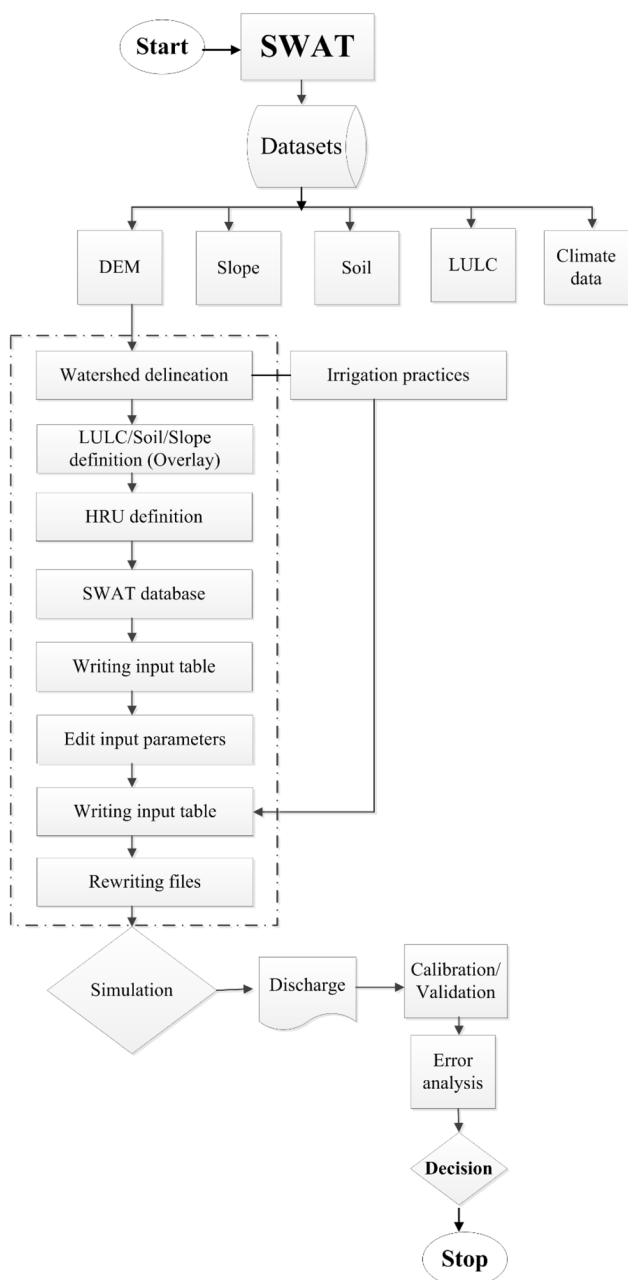 Start
SWAT
Datasets
DEM
Slope
Soil
LULC
Climate
data
Watershed delineation
Irrigation practices
LULC/Soil/Slope
definition (Overlay)
HRU definition
SWAT database
Writing input table
Edit input parameters
Writing input table
Rewriting files
Simulation
Discharge
Calibration/
Validation
Error
analysis
Decision
Stop